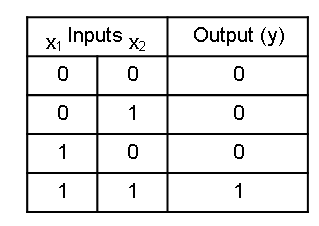 x₁ Inputs x₂ Output (y)
0 0 0
0 1 0
1 0 0
1 1 1